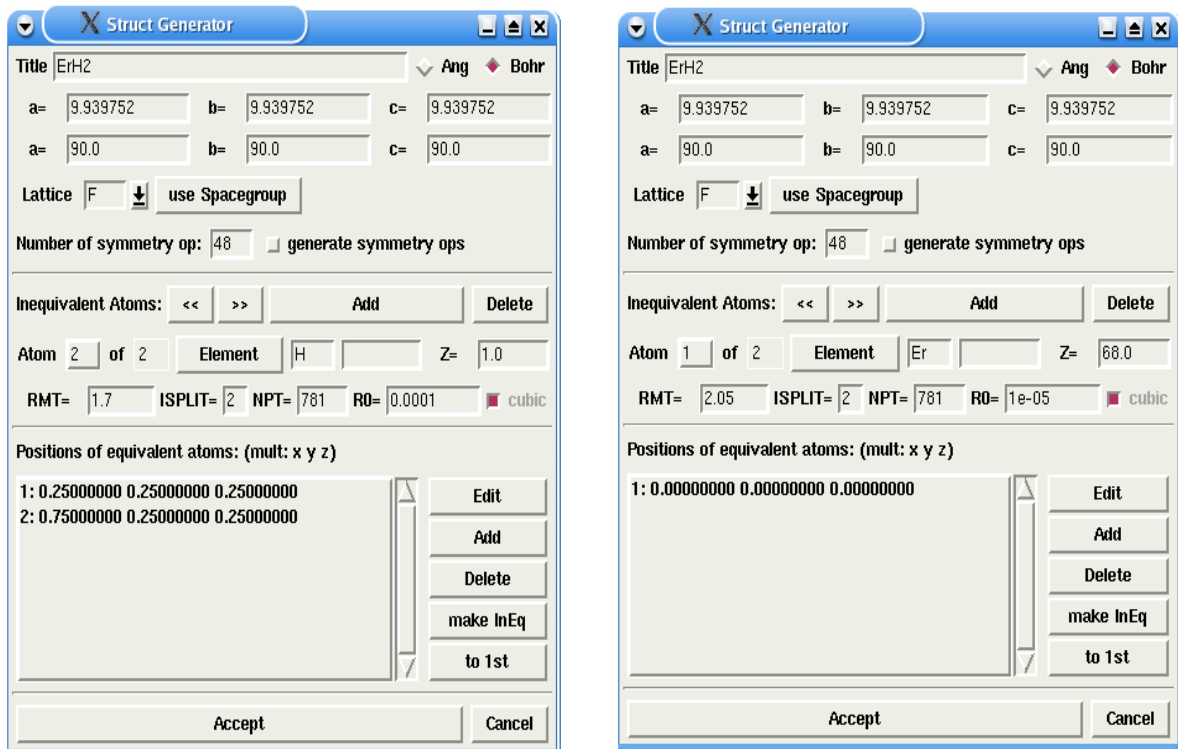 Struct Generator
Title ErH2 Ang Bohr
a= 9.939752 b= 9.939752 c= 9.939752
a= 90.0 b= 90.0 c= 90.0
Lattice F use Spacegroup
Number of symmetry op: 48 generate symmetry ops
Inequivalent Atoms: << >> Add Delete
Atom 2 of 2 Element H Z= 1.0
RMT= 1.7 ISPLIT= 2 NPT= 781 R0= 0.0001 cubic
Positions of equivalent atoms: (mult: x y z)
1: 0.25000000 0.25000000 0.25000000
2: 0.75000000 0.25000000 0.25000000
Edit
Add
Delete
make InEq
to 1st
Accept Cancel
Struct Generator
Title ErH2 Ang Bohr
a= 9.939752 b= 9.939752 c= 9.939752
a= 90.0 b= 90.0 c= 90.0
Lattice F use Spacegroup
Number of symmetry op: 48 generate symmetry ops
Inequivalent Atoms: << >> Add Delete
Atom 1 of 2 Element Er Z= 68.0
RMT= 2.05 ISPLIT= 2 NPT= 781 R0= 1e-05 cubic
Positions of equivalent atoms: (mult: x y z)
1: 0.00000000 0.00000000 0.00000000
Edit
Add
Delete
make InEq
to 1st
Accept Cancel